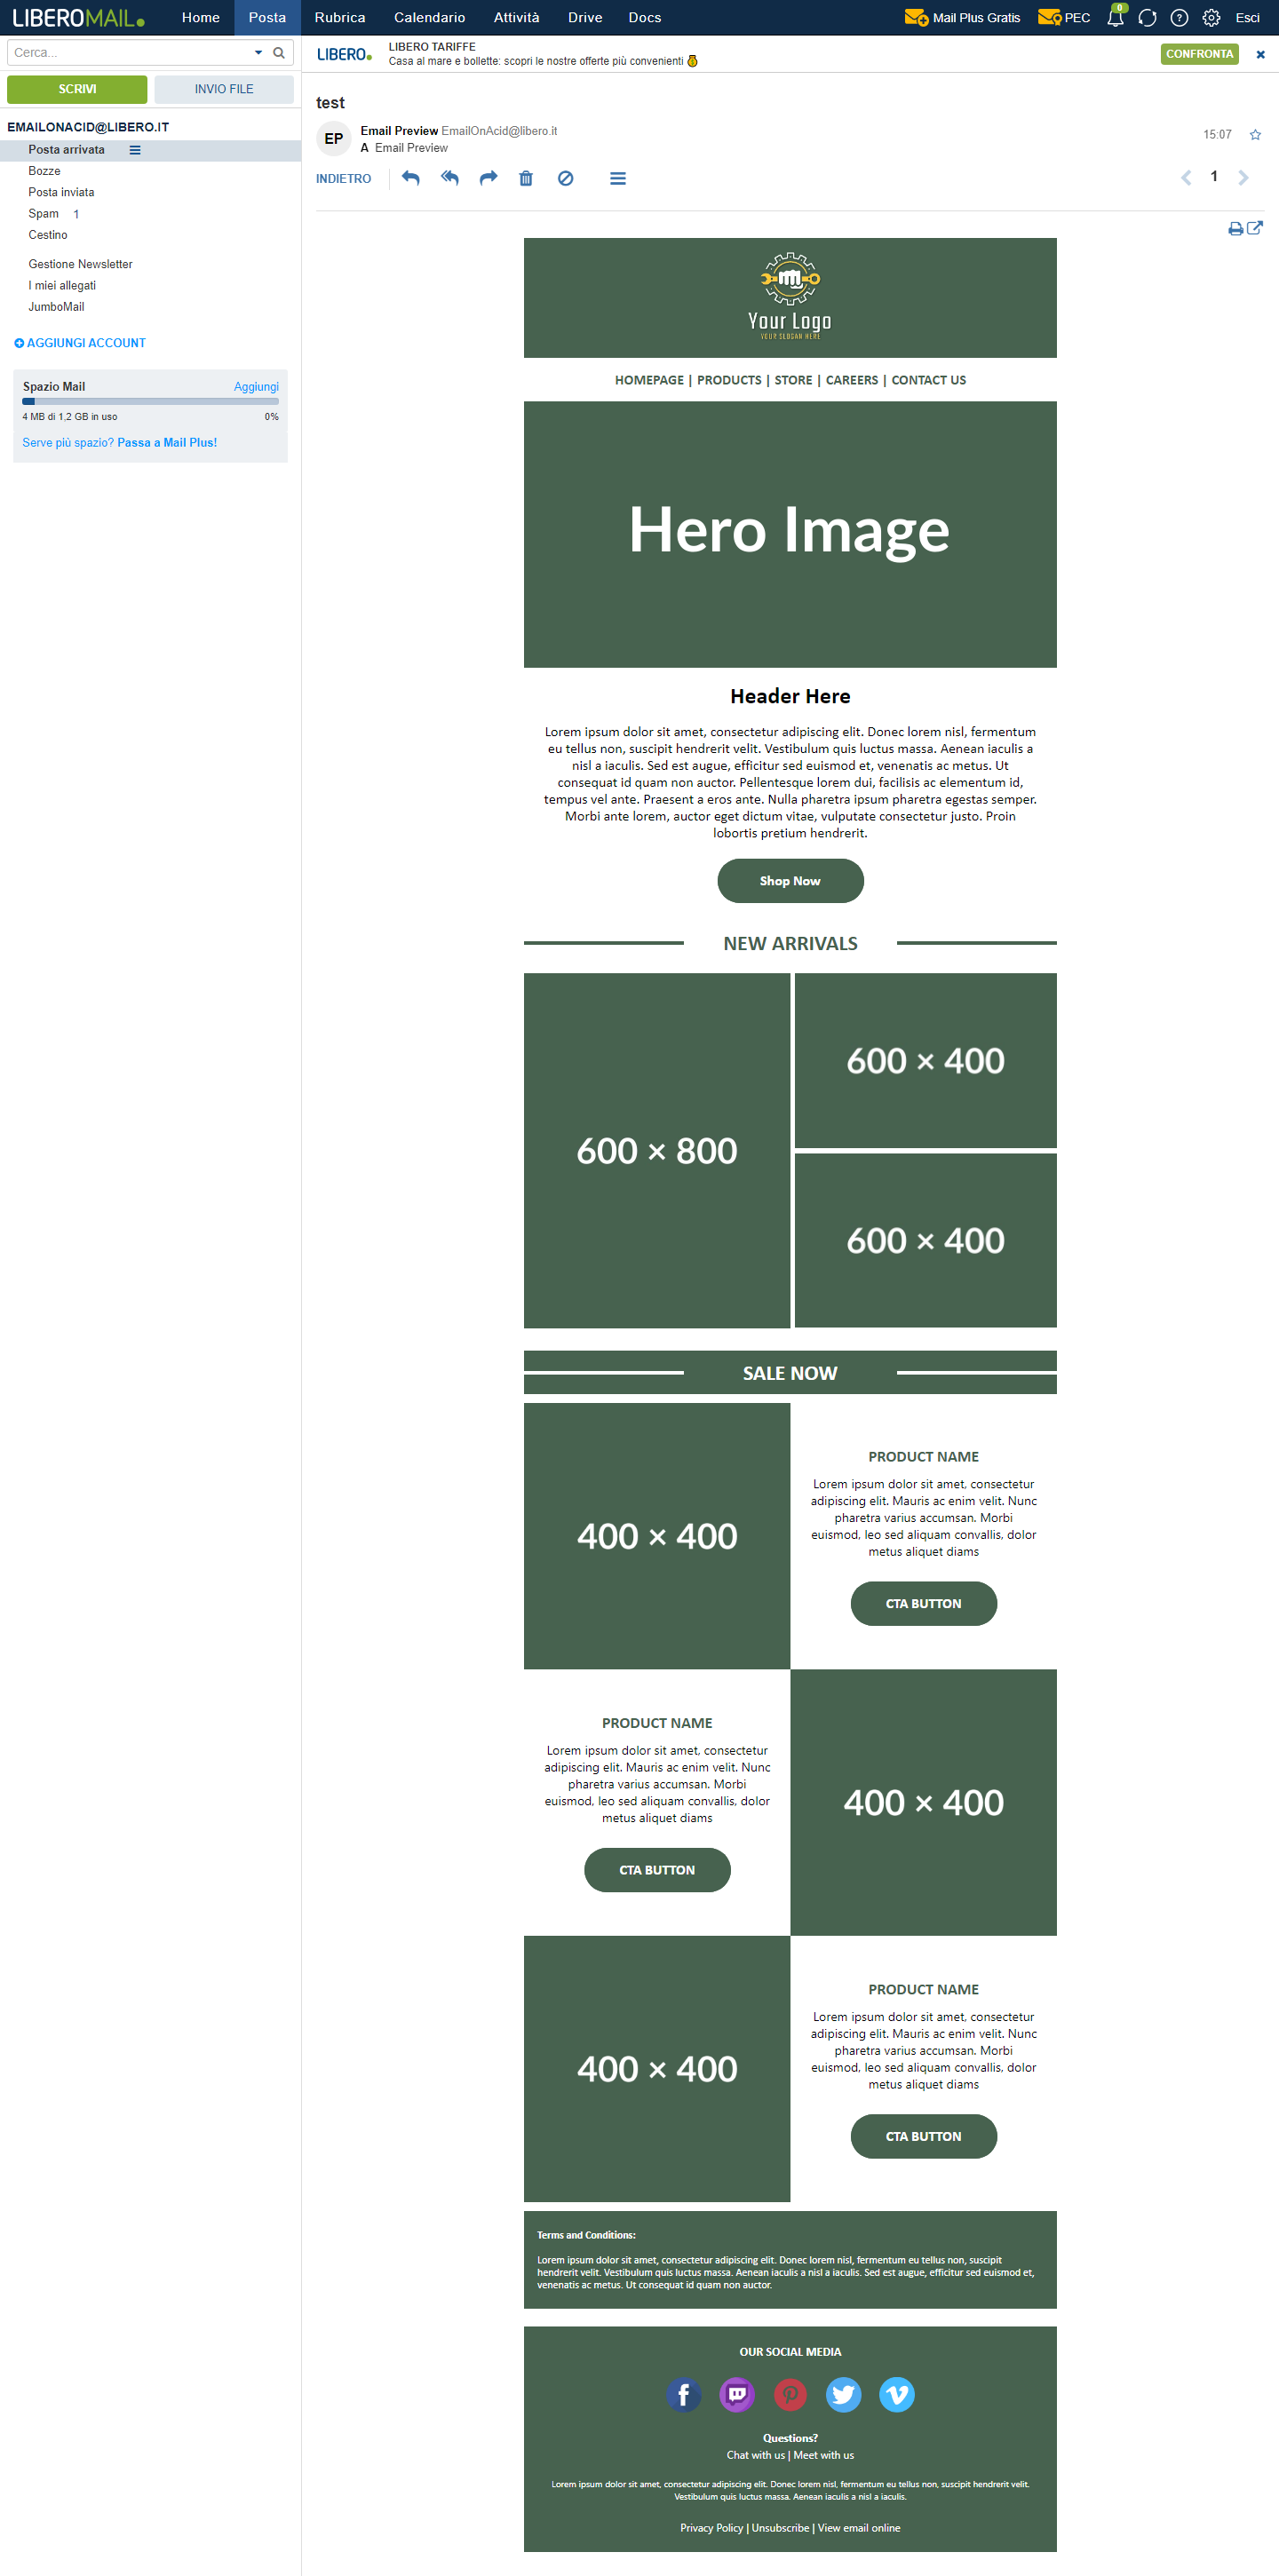 LIBEROMAIL
Home
Posta
Rubrica
Calendario
Attività
Drive
Docs
Mail Plus Gratis
PEC
0
Esci
Cerca...
SCRIVI
INVIO FILE
EMAILONACID@LIBERO.IT
Posta arrivata
Bozze
Posta inviata
Spam 1
Cestino
Gestione Newsletter
I miei allegati
JumboMail
AGGIUNGI ACCOUNT
Spazio Mail
Aggiungi
4 MB di 1,2 GB in uso
0%
Serve più spazio? Passa a Mail Plus!
LIBERO
LIBERO TARIFFE
Casa al mare e bollette: scopri le nostre offerte più convenienti
CONFRONTA
test
EP
Email Preview EmailOnAcid@libero.it
A Email Preview
15:07
INDIETRO
1
Your Logo
YOUR SLOGAN HERE
HOMEPAGE | PRODUCTS | STORE | CAREERS | CONTACT US
Hero Image
Header Here
Lorem ipsum dolor sit amet, consectetur adipiscing elit. Donec lorem nisl, fermentum
eu tellus non, suscipit hendrerit velit. Vestibulum quis luctus massa. Aenean iaculis a
nisl a iaculis. Sed est augue, efficitur sed euismod et, venenatis ac metus. Ut
consequat id quam non auctor. Pellentesque lorem dui, facilisis ac elementum id,
tempus vel ante. Praesent a eros ante. Nulla pharetra ipsum pharetra egestas semper.
Morbi ante lorem, auctor eget dictum vitae, vulputate consectetur justo. Proin
lobortis pretium hendrerit.
Shop Now
NEW ARRIVALS
600 × 800
600 × 400
600 × 400
SALE NOW
400 × 400
PRODUCT NAME
Lorem ipsum dolor sit amet, consectetur
adipiscing elit. Mauris ac enim velit. Nunc
pharetra varius accumsan. Morbi
euismod, leo sed aliquam convallis, dolor
metus aliquet diams
CTA BUTTON
PRODUCT NAME
Lorem ipsum dolor sit amet, consectetur
adipiscing elit. Mauris ac enim velit. Nunc
pharetra varius accumsan. Morbi
euismod, leo sed aliquam convallis, dolor
metus aliquet diams
CTA BUTTON
400 × 400
400 × 400
PRODUCT NAME
Lorem ipsum dolor sit amet, consectetur
adipiscing elit. Mauris ac enim velit. Nunc
pharetra varius accumsan. Morbi
euismod, leo sed aliquam convallis, dolor
metus aliquet diams
CTA BUTTON
Terms and Conditions:
Lorem ipsum dolor sit amet, consectetur adipiscing elit. Donec lorem nisl, fermentum eu tellus non, suscipit
hendrerit velit. Vestibulum quis luctus massa. Aenean iaculis a nisl a iaculis. Sed est augue, efficitur sed euismod et,
venenatis ac metus. Ut consequat id quam non auctor.
OUR SOCIAL MEDIA
Questions?
Chat with us | Meet with us
Lorem ipsum dolor sit amet, consectetur adipiscing elit. Donec lorem nisl, fermentum eu tellus non, suscipit hendrerit velit.
Vestibulum quis luctus massa. Aenean iaculis a nisl a iaculis.
Privacy Policy | Unsubscribe | View email online